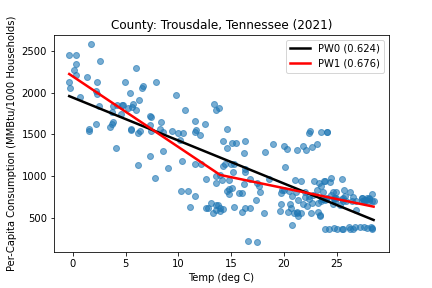 County: Trousdale, Tennessee (2021)
Per-Capita Consumption (MMBtu/1000 Households)
2500
2000
1500
1000
500
PW0 (0.624)
PW1 (0.676)
0 5 10 15 20 25
Temp (deg C)